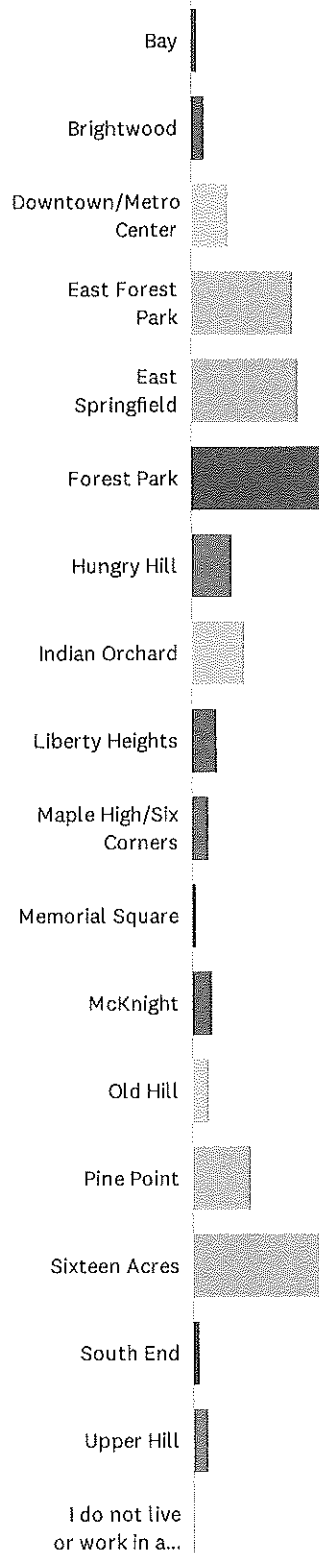 Bay
Brightwood
Downtown/Metro
Center
East Forest
Park
East
Springfield
Forest Park
Hungry Hill
Indian Orchard
Liberty Heights
Maple High/Six
Corners
Memorial Square
McKnight
Old Hill
Pine Point
Sixteen Acres
South End
Upper Hill
I do not live
or work in a...